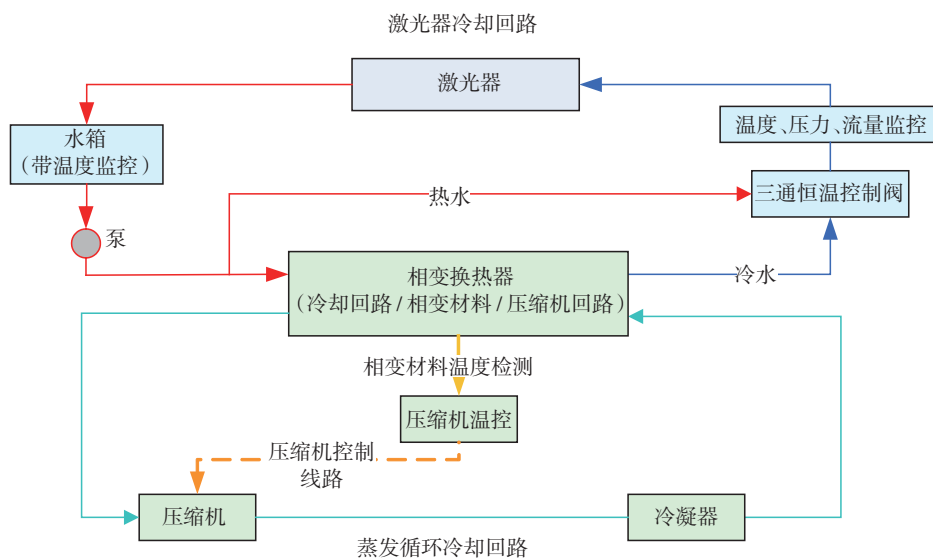 激光器冷却回路
激光器
温度、压力、流量监控
水箱
（带温度监控）
三通恒温控制阀
热水
泵
相变换热器
（冷却回路/相变材料/压缩机回路）
冷水
相变材料温度检测
压缩机温控
压缩机控制
线路
压缩机
冷凝器
蒸发循环冷却回路